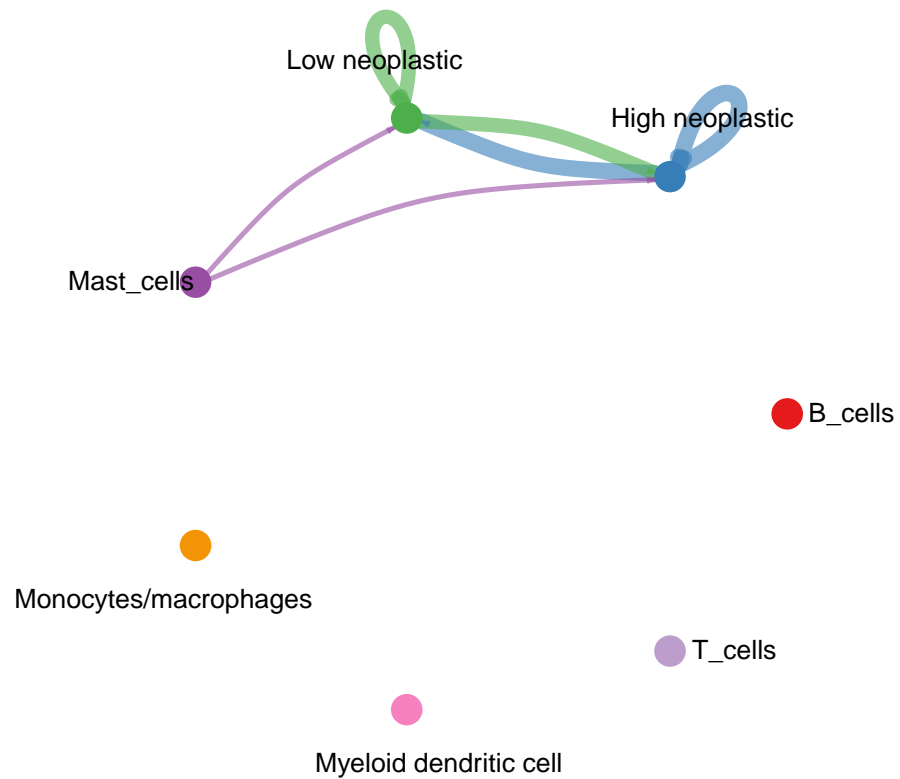 Low neoplastic
High neoplastic
Mast_cells
B_cells
Monocytes/macrophages
T_cells
Myeloid dendritic cell